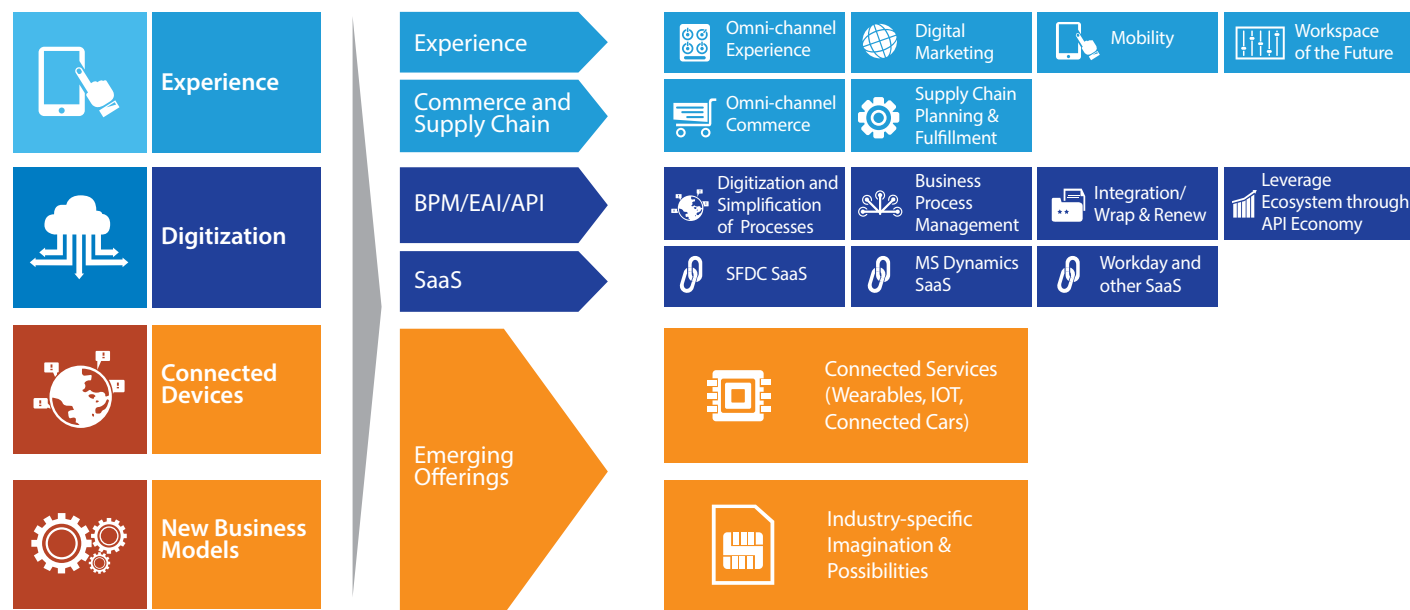 Experience
Digitization
Connected
Devices
New Business
Models
Experience
Commerce and
Supply Chain
BPM/EAI/API
SaaS
Emerging
Offerings
Omni-channel
Experience
Digital
Marketing
Mobility
Workspace
of the Future
Omni-channel
Commerce
Supply Chain
Planning &
Fulfillment
Digitization and
Simplification
of Processes
Business
Process
Management
Integration/
Wrap & Renew
Leverage
Ecosystem through
API Economy
SFDC SaaS
MS Dynamics
SaaS
Workday and
other SaaS
Connected Services
(Wearables, IOT,
Connected Cars)
Industry-specific
Imagination &
Possibilities